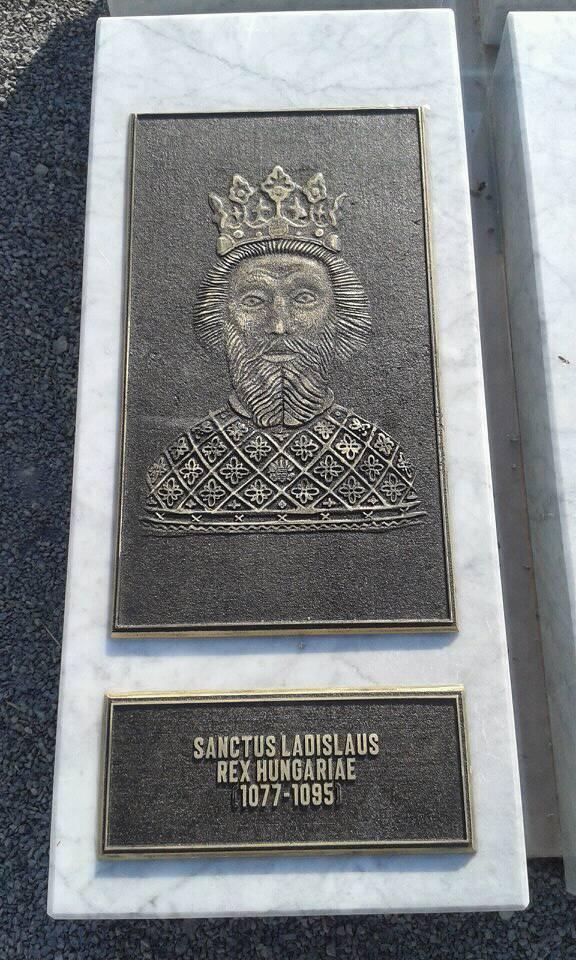 SANCTUS LADISLAUS
REX HUNGARIAE
(1077-1095)